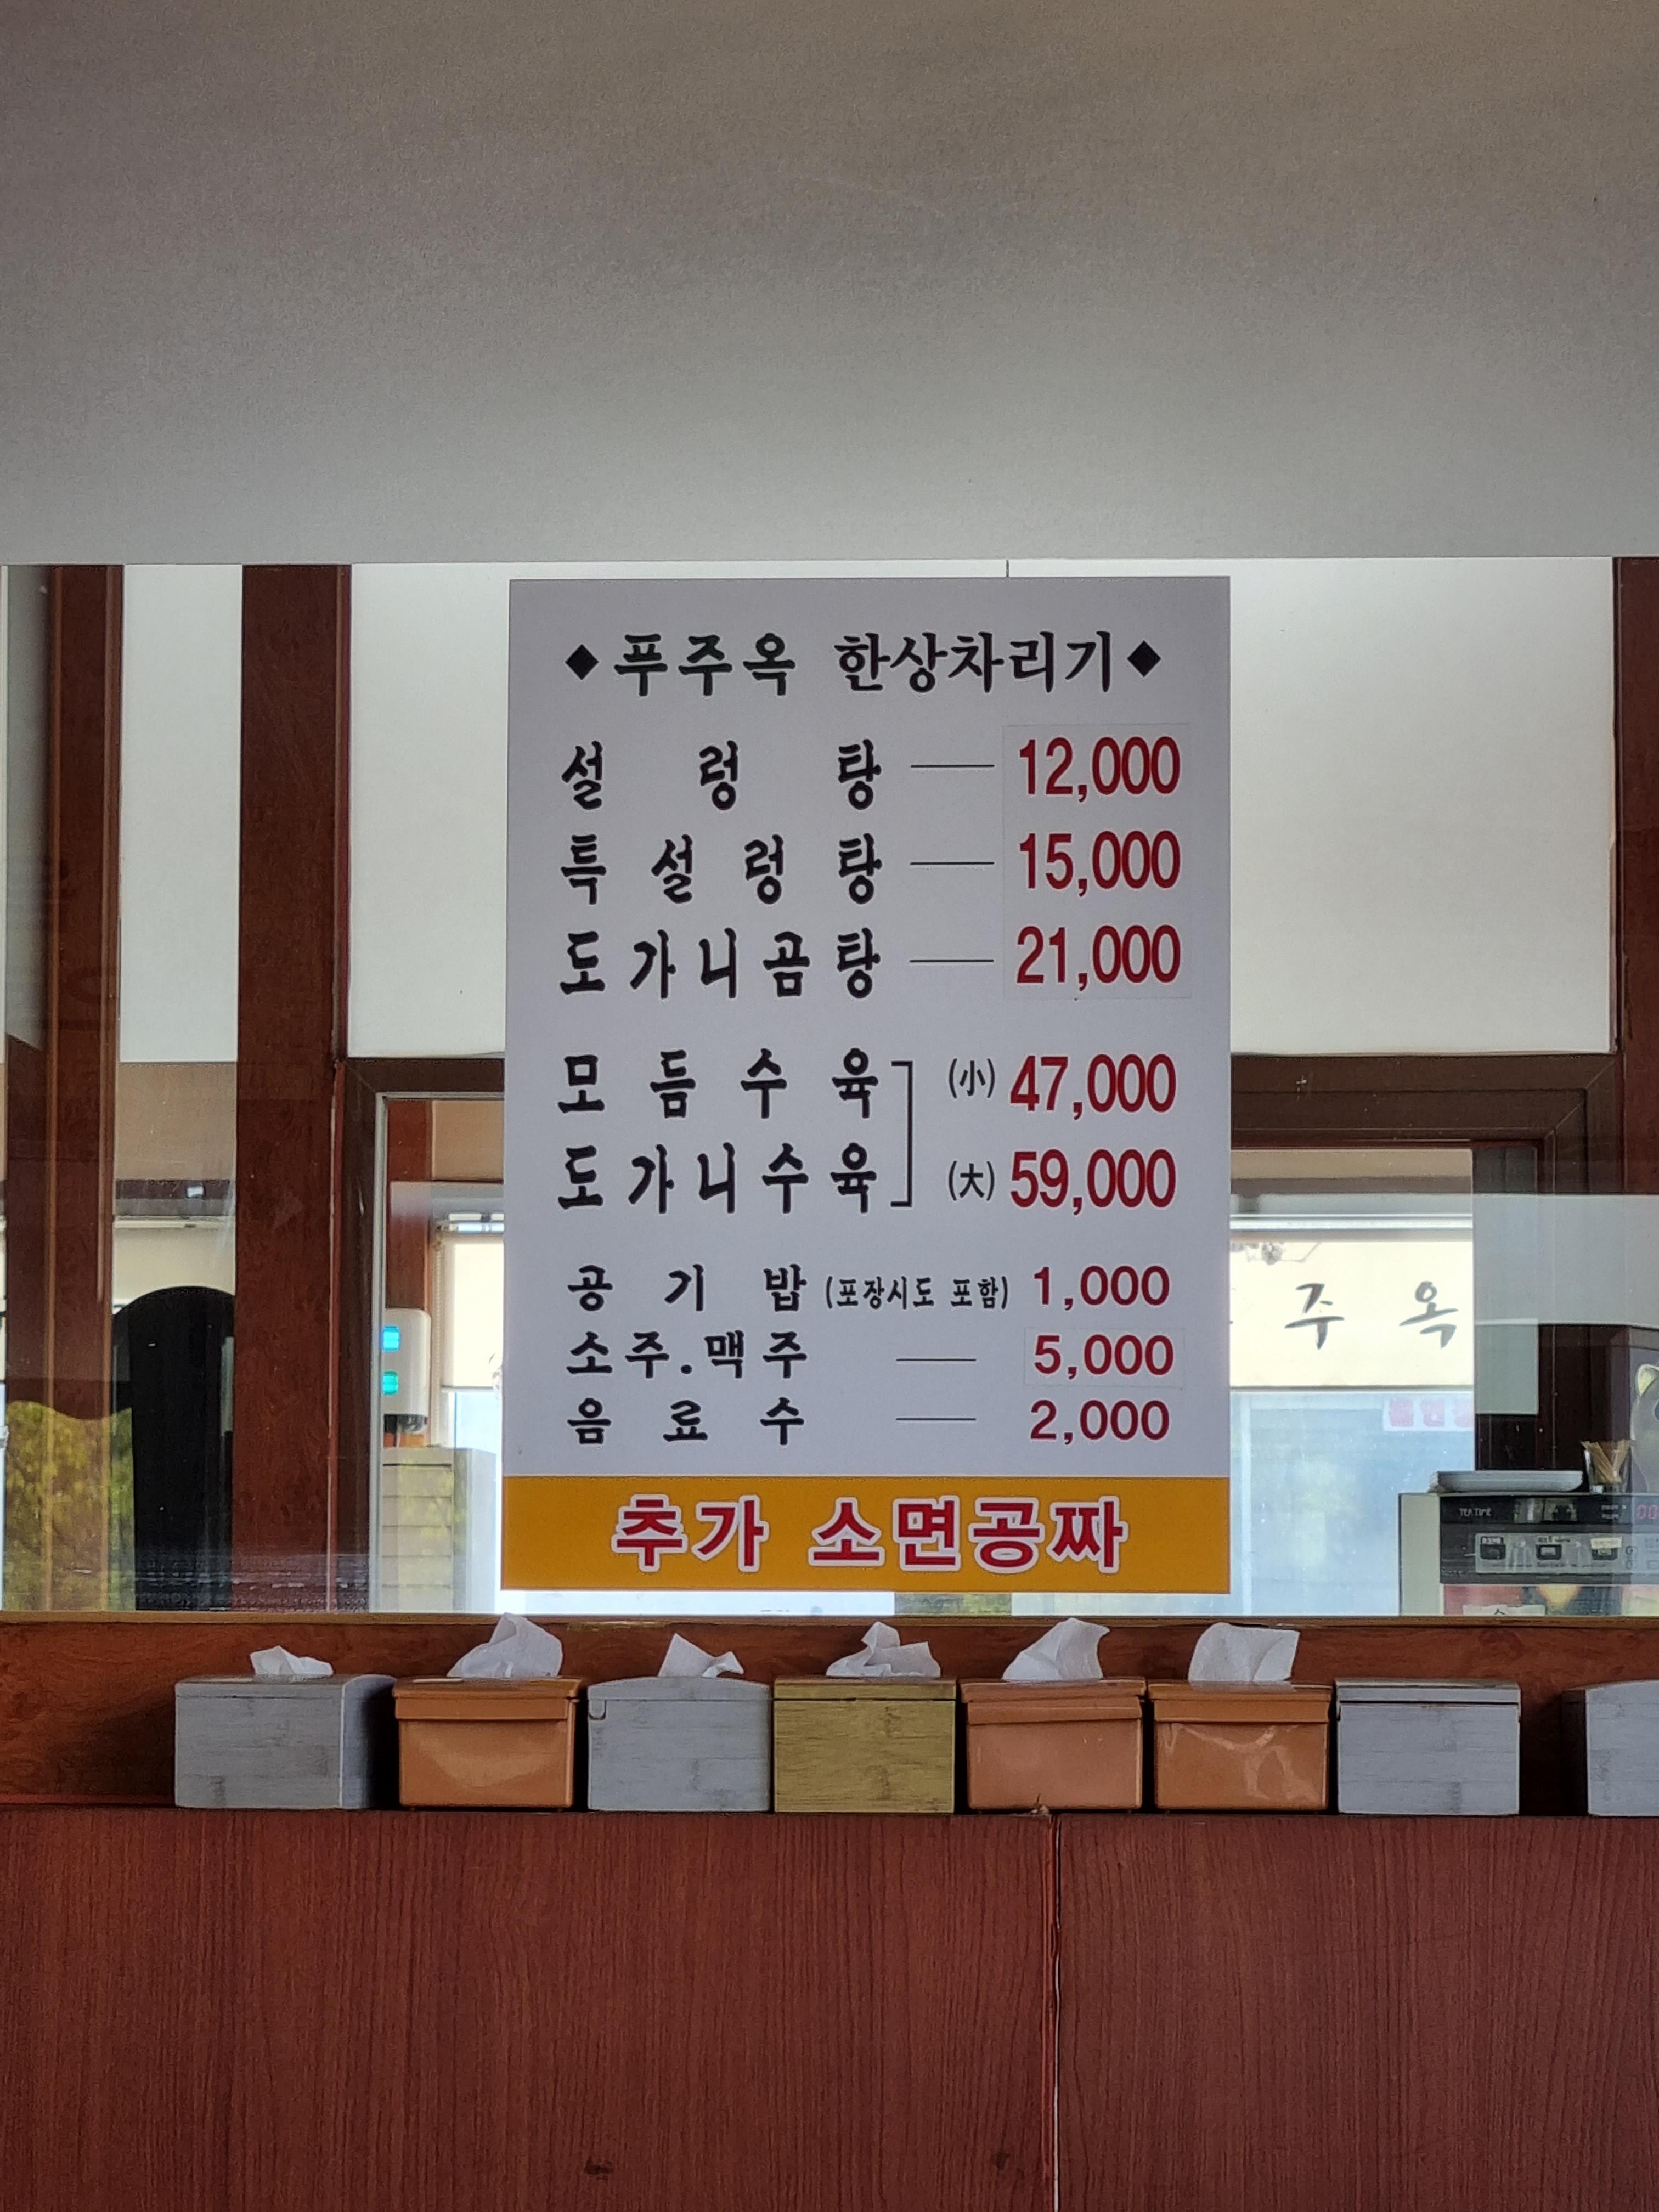 ◆푸주옥 한상차리기◆
설렁탕 — 12,000
특설렁탕 — 15,000
도가니곰탕 — 21,000
모듬수육 (小) 47,000
도가니수육 (大) 59,000
공기밥 (포장시도 포함) 1,000
소주.맥주 — 5,000
음료수 — 2,000
추가 소면공짜
주옥
TEA TIME